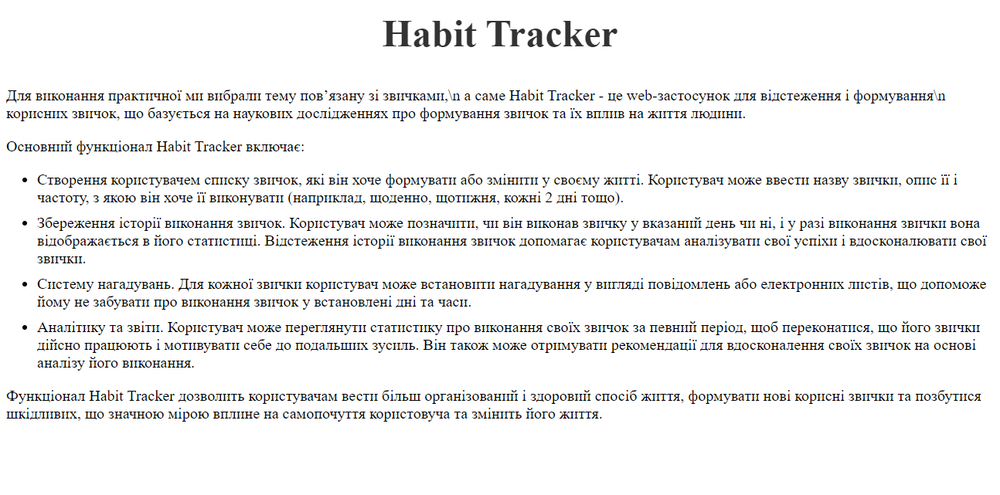 Habit Tracker
Для виконання практичної ми вибрали тему пов’язану зі звичками,\n а саме Habit Tracker - це web-застосунок для відстеження і формування\n
корисних звичок, що базується на наукових дослідженнях про формування звичок та їх вплив на життя людини.
Основний функціонал Habit Tracker включає:
• Створення користувачем списку звичок, які він хоче формувати або змінити у своєму житті. Користувач може ввести назву звички, опис її і
частоту, з якою він хоче її виконувати (наприклад, щоденно, щотижня, кожні 2 дні тощо).
• Збереження історії виконання звичок. Користувач може позначити, чи він виконав звичку у вказаний день чи ні, і у разі виконання звички вона
відображається в його статистиці. Відстеження історії виконання звичок допомагає користувачам аналізувати свої успіхи і вдосконалювати свої
звички.
• Систему нагадувань. Для кожної звички користувач може встановити нагадування у вигляді повідомлень або електронних листів, що допоможе
йому не забувати про виконання звичок у встановлені дні та часи.
• Аналітику та звіти. Користувач може переглянути статистику про виконання своїх звичок за певний період, щоб переконатися, що його звички
дійсно працюють і мотивувати себе до подальших зусиль. Він також може отримувати рекомендації для вдосконалення своїх звичок на основі
аналізу його виконання.
Функціонал Habit Tracker дозволить користувачам вести більш організований і здоровий спосіб життя, формувати нові корисні звички та позбутися
шкідливих, що значною мірою вплине на самопочуття користовуча та змінить його життя.